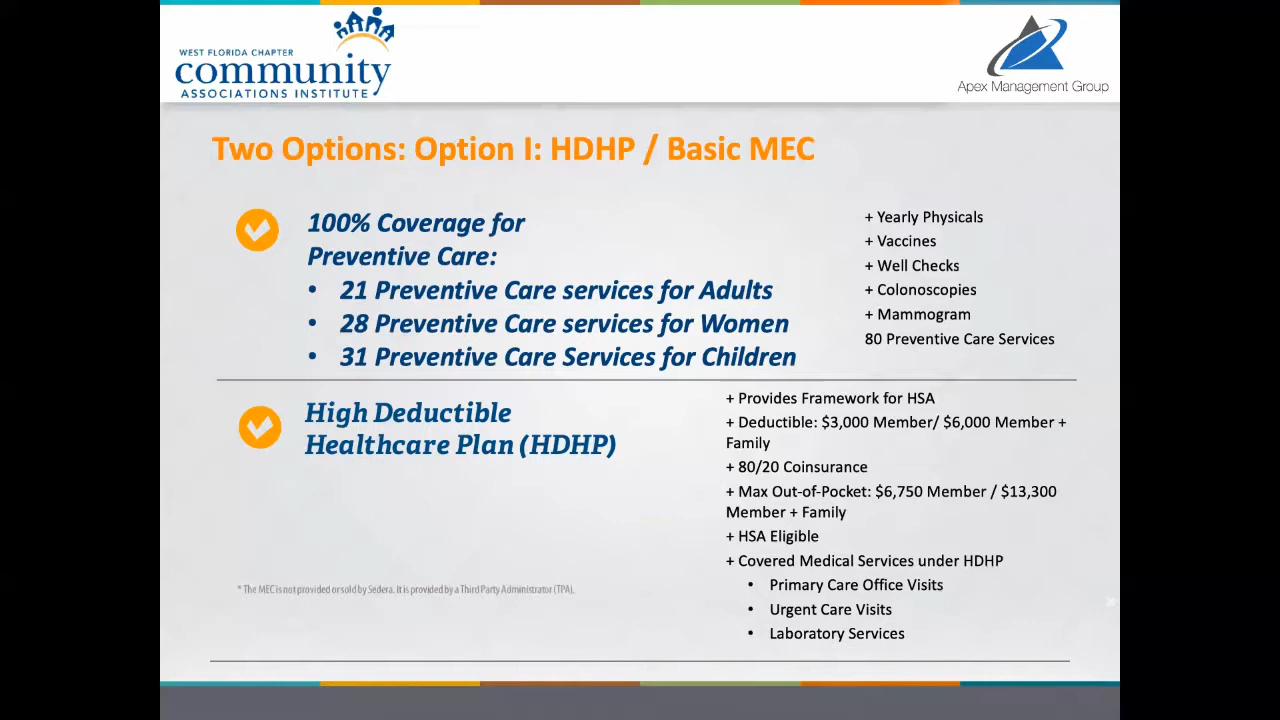 WEST FLORIDA CHAPTER
community
ASSOCIATIONS INSTITUTE
Apex Management Group
Two Options: Option I: HDHP / Basic MEC
100% Coverage for
Preventive Care:
• 21 Preventive Care services for Adults
• 28 Preventive Care services for Women
• 31 Preventive Care Services for Children
+ Yearly Physicals
+ Vaccines
+ Well Checks
+ Colonoscopies
+ Mammogram
80 Preventive Care Services
High Deductible
Healthcare Plan (HDHP)
+ Provides Framework for HSA
+ Deductible: $3,000 Member/ $6,000 Member +
Family
+ 80/20 Coinsurance
+ Max Out-of-Pocket: $6,750 Member / $13,300
Member + Family
+ HSA Eligible
+ Covered Medical Services under HDHP
• Primary Care Office Visits
• Urgent Care Visits
• Laboratory Services
* The MEC is not provided or sold by Sedera. It is provided by a Third Party Administrator (TPA).